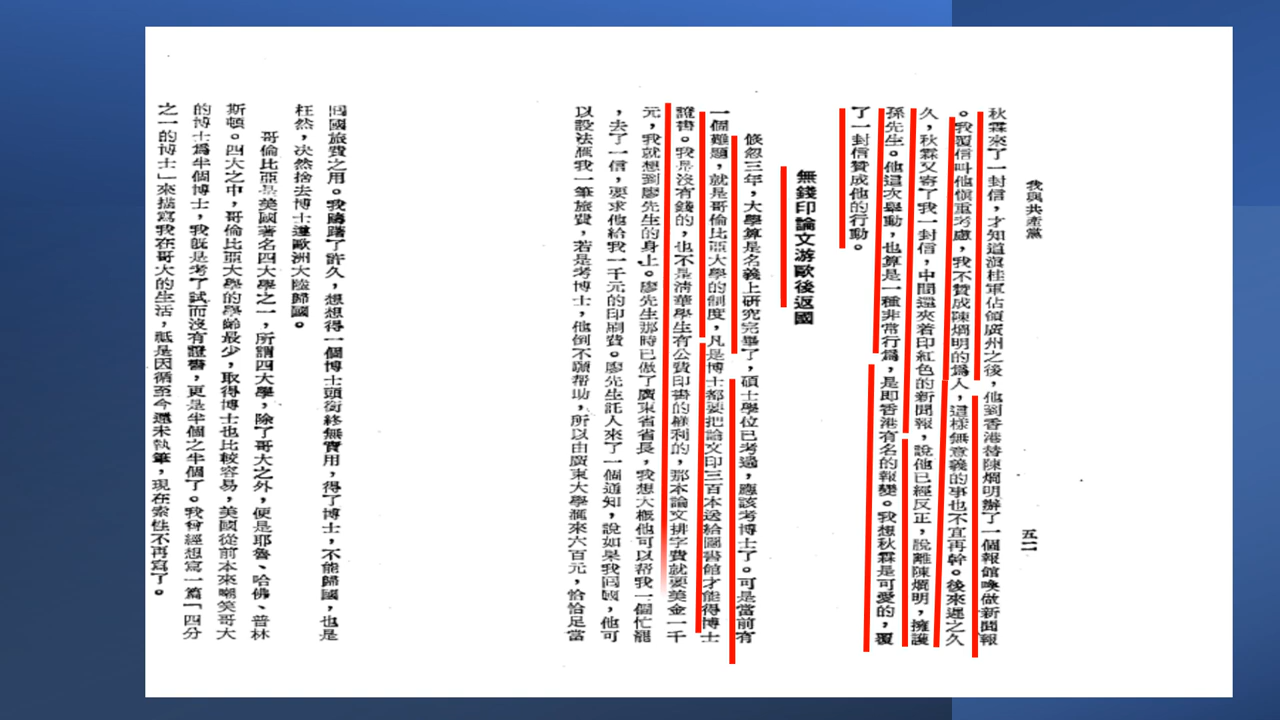 我與共產黨
五二
秋霖來了一封信，才知道滇桂軍佔領廣州之後，他到香港替陳烱明辦了一個報館喚做新聞報
。我覆信叫他愼重考慮，我不贊成陳烱明的爲人，這樣無意義的事也不宜再幹。後來遲之久
久，秋霖又寄了我一封信，中間還夾着印紅色的新聞報，說他已經反正，說離陳烱明，擁護
孫先生。他這次舉動，也算是一種非常行爲，是即香港有名的報變。我想秋霖是可愛的，覆
了一封信贊成他的行動。
無錢印論文游歐後返國
倐忽三年，大學算是名義上研究完畢了，碩士學位已考過，應該考博士了。可是當前有
一個難題，就是哥倫比亞大學的制度，凡是博士都要把論文印三百本送給圖書館才能得博士
證書。我是沒有錢的，也不是淸華學生有公費印書的權利的，那本論文排字費就要美金一千
元，我就想到廖先生的身上。廖先生那時已做了廣東省省長，我想大概他可以帮我一個忙罷
，去了一信，要求他給我一千元的印刷費。廖先生託人來了一個通知，說如果我囘國，他可
以設法滙我一筆旅費，若是考博士，他倒不願帮助，所以由廣東大學滙來六百元，恰恰足當
囘國旅費之用。我躊躇了許久，想想得一個博士頭銜終無實用，得了博士，不能歸國，也是
枉然，决然捨去博士遵歐洲大陸歸國。
哥倫比亞是美國著名四大學之一，所謂四大學，除了哥大之外，便是耶魯、哈佛、普林
斯頓。四大之中，哥倫比亞大學的學齡最少，取得博士也比較容易，美國從前本來嘲笑哥大
的博士爲半個博士，我旣是考了試而沒有證書，更是半個之半個了。我曾經想寫一篇「四分
之一的博士」來描寫我在哥大的生活，祗是因循至今還未執筆，現在索性不再寫了。